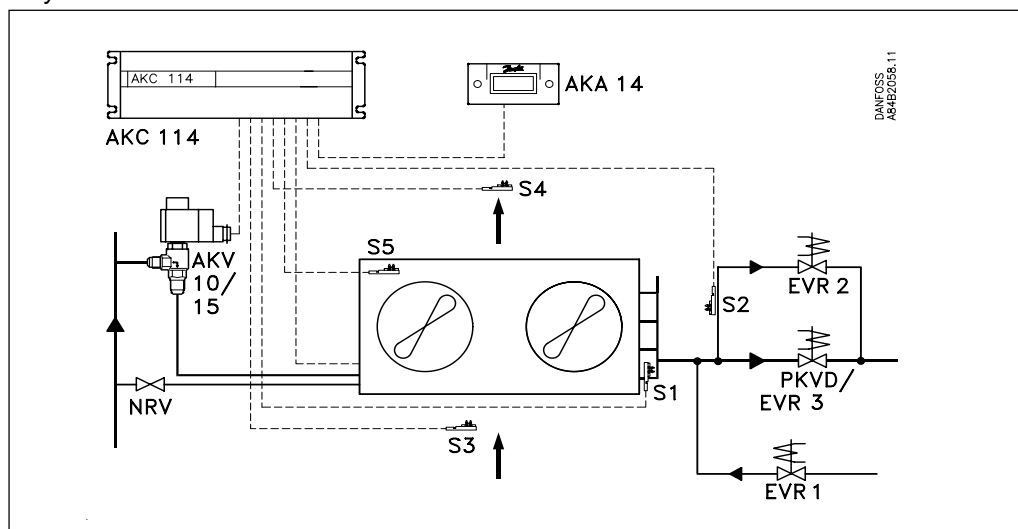 AKC 114
AKC 114
Danfoss
AKA 14
DANFOSS
A84B2058.11
S4
AKV
10/
15
S5
EVR 2
S2
PKVD/
EVR 3
S1
NRV
S3
EVR 1